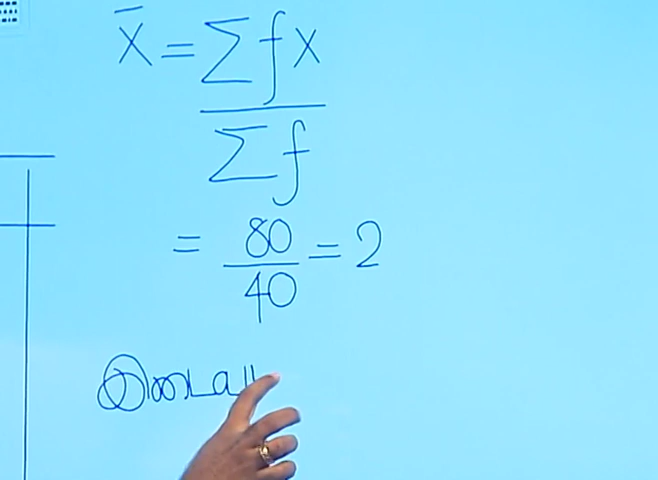 x̄ = Σfx / Σf
= 80 / 40 = 2